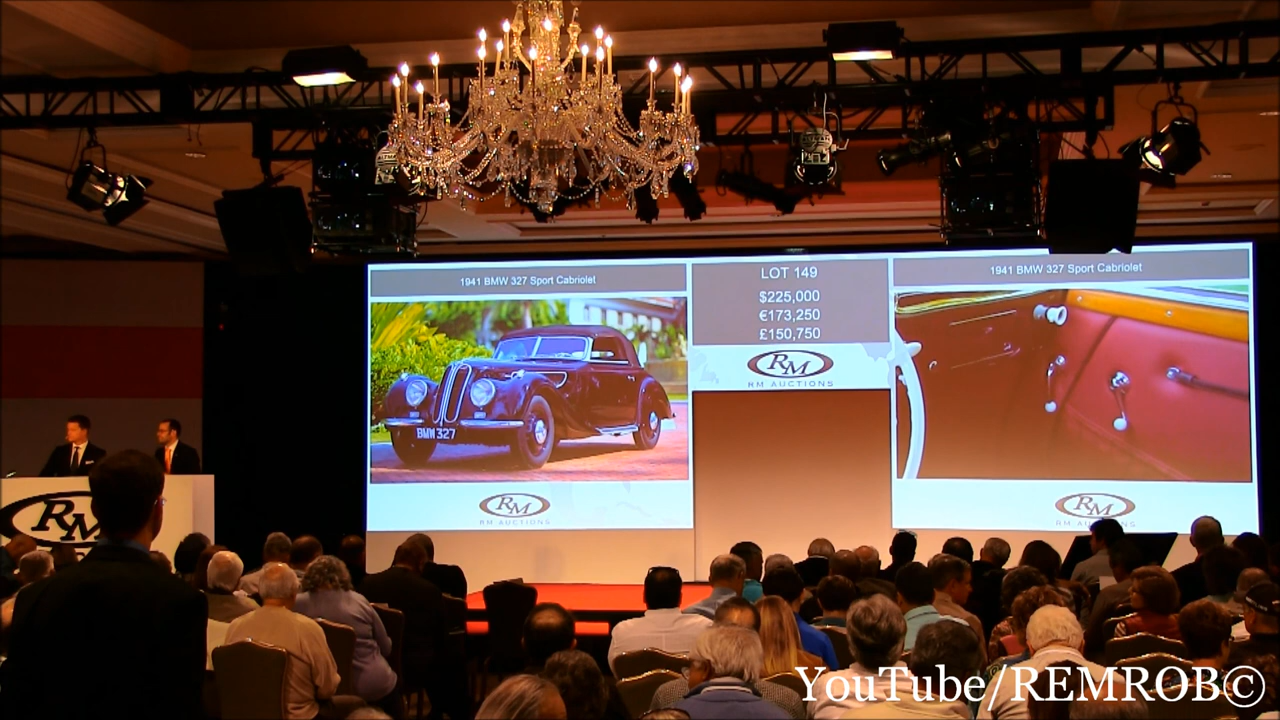 1941 BMW 327 Sport Cabriolet
BMW 327
RM
RM AUCTIONS
LOT 149
$225,000
€173,250
£150,750
RM
RM AUCTIONS
1941 BMW 327 Sport Cabriolet
RM
RM AUCTIONS
RM
YouTube/REMROB©